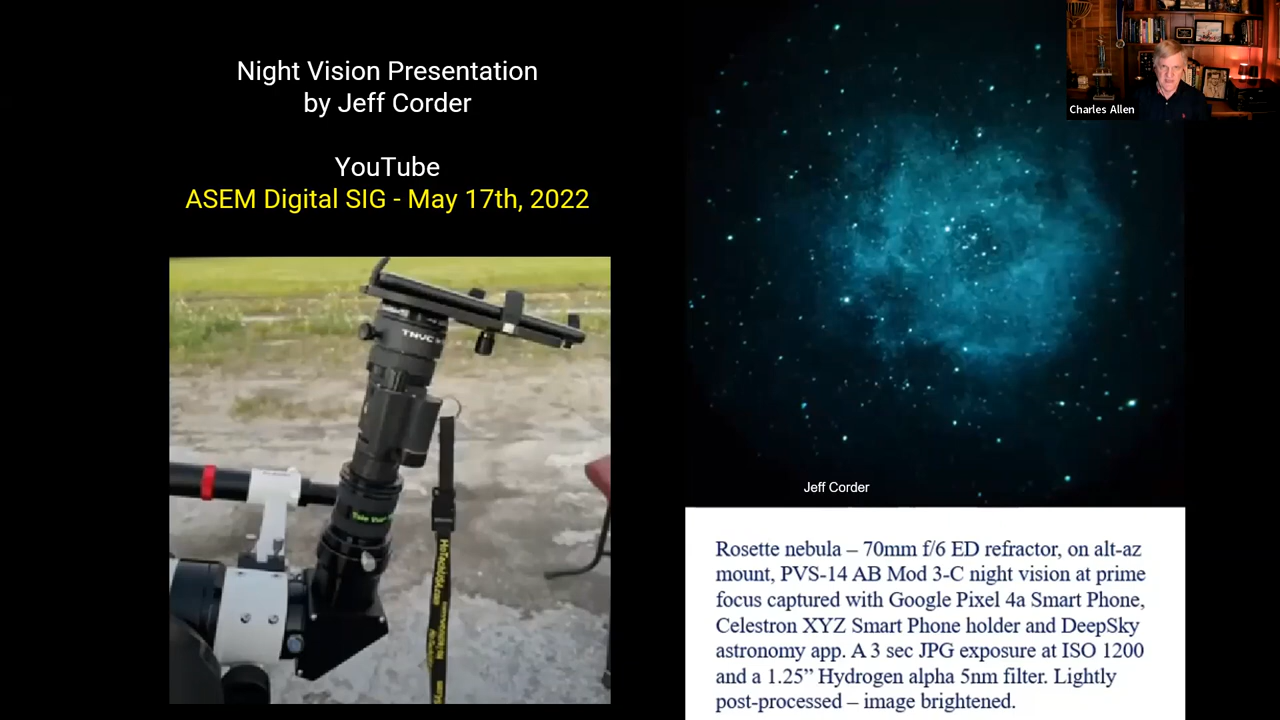 Night Vision Presentation
by Jeff Corder
YouTube
ASEM Digital SIG - May 17th, 2022
TNVC
Tele Vue
Charles Allen
Jeff Corder
Rosette nebula – 70mm f/6 ED refractor, on alt-az
mount, PVS-14 AB Mod 3-C night vision at prime
focus captured with Google Pixel 4a Smart Phone,
Celestron XYZ Smart Phone holder and DeepSky
astronomy app. A 3 sec JPG exposure at ISO 1200
and a 1.25” Hydrogen alpha 5nm filter. Lightly
post-processed – image brightened.